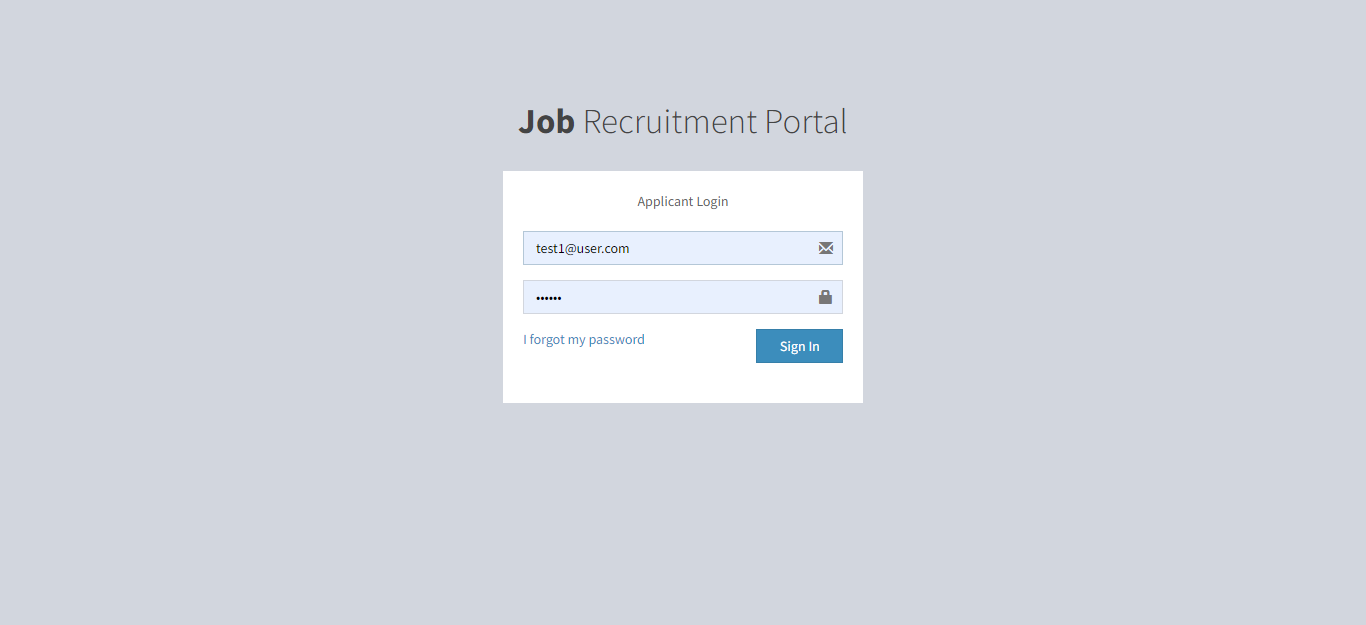 Job Recruitment Portal
Applicant Login
test1@user.com
••••••
I forgot my password
Sign In